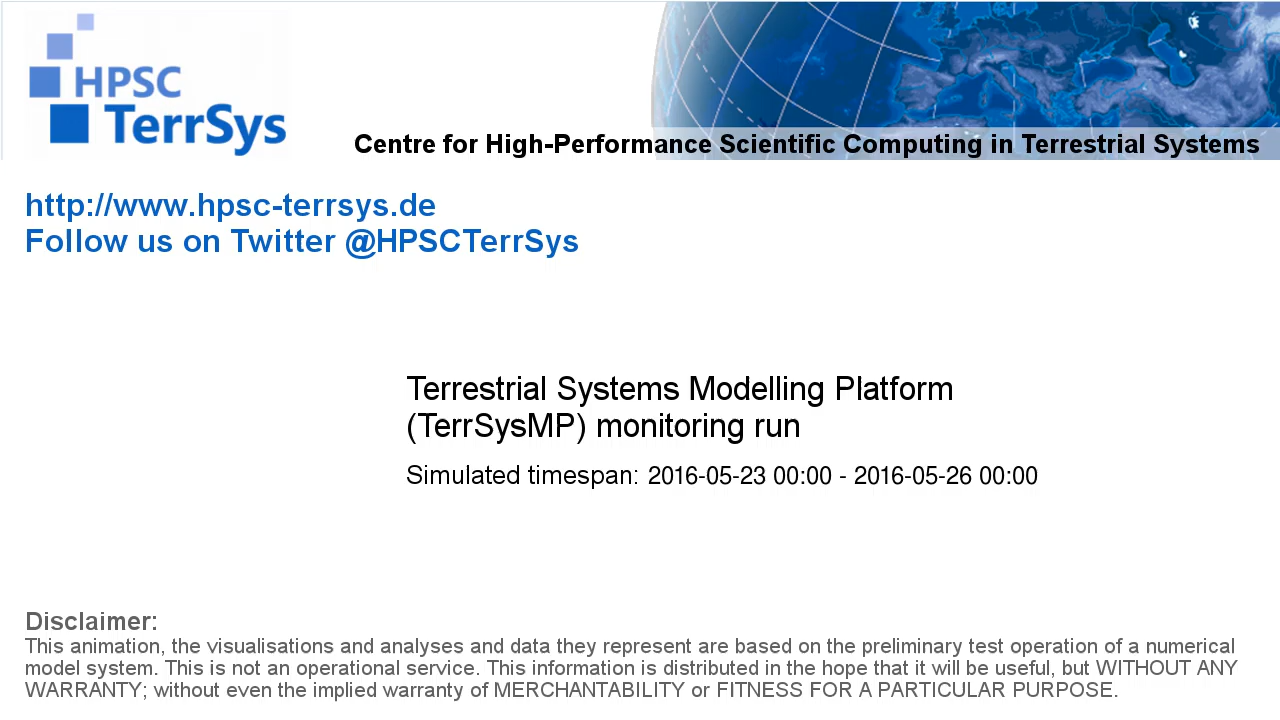 HPSC
TerrSys
Centre for High-Performance Scientific Computing in Terrestrial Systems
http://www.hpsc-terrsys.de
Follow us on Twitter @HPSCTerrSys
Terrestrial Systems Modelling Platform
(TerrSysMP) monitoring run
Simulated timespan: 2016-05-23 00:00 - 2016-05-26 00:00
Disclaimer:
This animation, the visualisations and analyses and data they represent are based on the preliminary test operation of a numerical
model system. This is not an operational service. This information is distributed in the hope that it will be useful, but WITHOUT ANY
WARRANTY; without even the implied warranty of MERCHANTABILITY or FITNESS FOR A PARTICULAR PURPOSE.